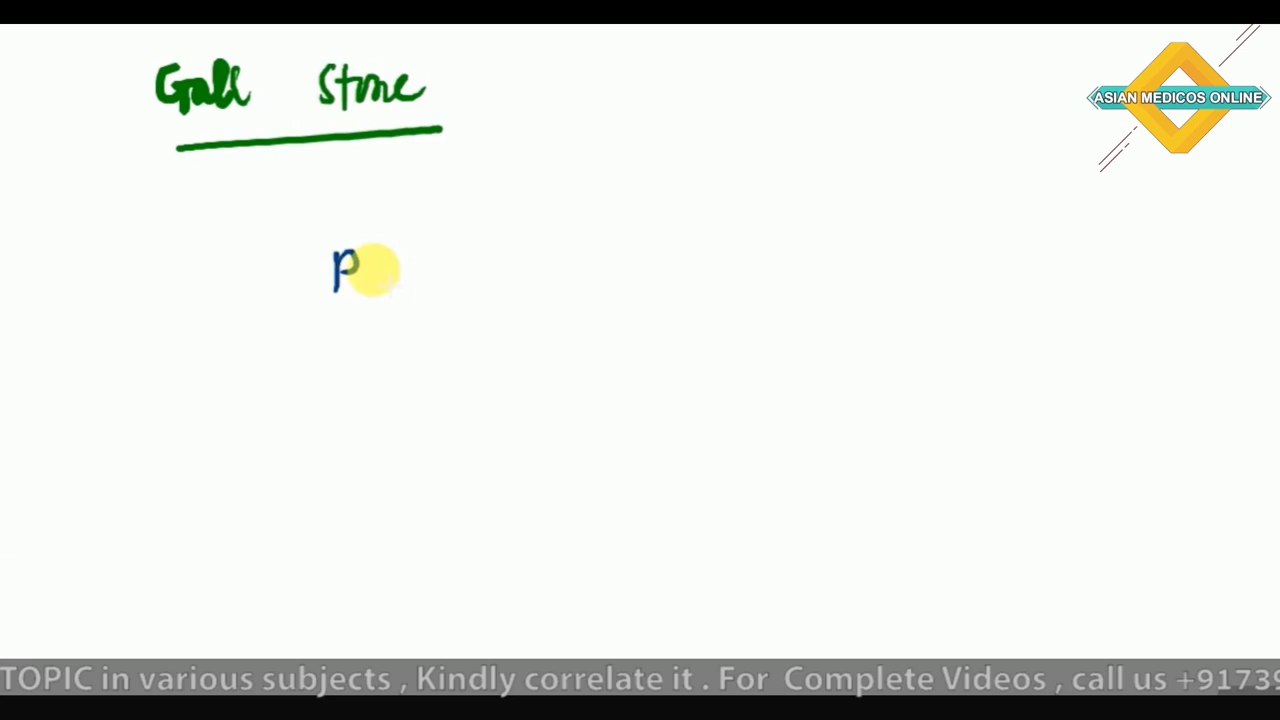 Gall Stone
ASIAN MEDICOS ONLINE
P
TOPIC in various subjects , Kindly correlate it . For Complete Videos , call us +9173